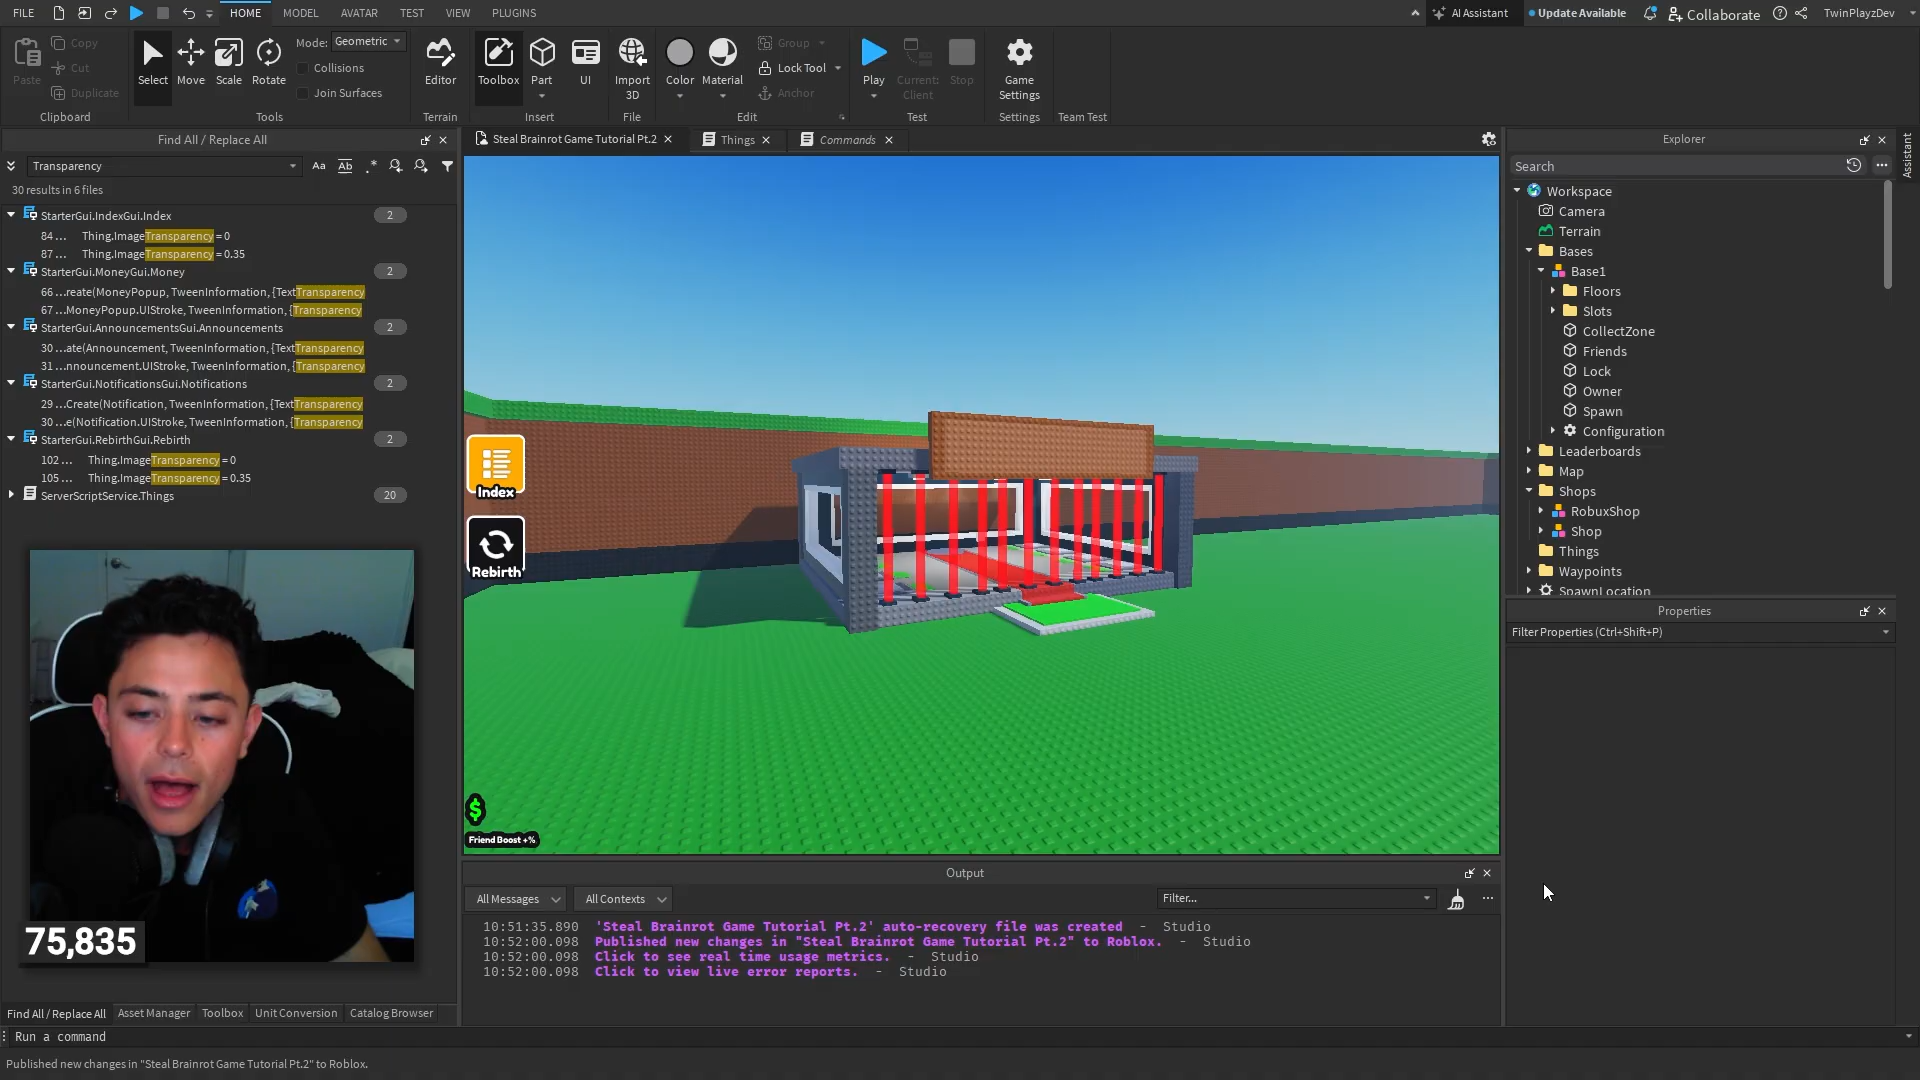 FILE HOME MODEL AVATAR TEST VIEW PLUGINS AI Assistant Update Available Collaborate TwinPlayzDev
Paste Copy Cut Duplicate Clipboard
Select Move Scale Rotate Mode: Geometric Collisions Join Surfaces Tools
Editor Terrain
Toolbox Part UI Insert
Import 3D File
Color Material Group Lock Tool Anchor Edit
Play Current: Client Stop Test
Game Settings Settings
Team Test
Find All / Replace All
Transparency Aa Ab .*
30 results in 6 files
StarterGui.IndexGui.Index 2
84 ... Thing.ImageTransparency = 0
87 ... Thing.ImageTransparency = 0.35
StarterGui.MoneyGui.Money 2
66 ...reate(MoneyPopup, TweenInformation, {TextTransparency
67 ...MoneyPopup.UIStroke, TweenInformation, {Transparency
StarterGui.AnnouncementsGui.Announcements 2
30 ...ate(Announcement, TweenInformation, {TextTransparency
31 ...nnouncement.UIStroke, TweenInformation, {Transparency
StarterGui.NotificationsGui.Notifications 2
29 ...Create(Notification, TweenInformation, {TextTransparency
30 ...e(Notification.UIStroke, TweenInformation, {Transparency
StarterGui.RebirthGui.Rebirth 2
102 ... Thing.ImageTransparency = 0
105 ... Thing.ImageTransparency = 0.35
ServerScriptService.Things 20
75,835
Find All / Replace All Asset Manager Toolbox Unit Conversion Catalog Browser
Steal Brainrot Game Tutorial Pt.2 Things Commands
Index
Rebirth
$
Friend Boost +%
Output
All Messages All Contexts Filter...
10:51:35.890 'Steal Brainrot Game Tutorial Pt.2' auto-recovery file was created - Studio
10:52:00.098 Published new changes in "Steal Brainrot Game Tutorial Pt.2" to Roblox. - Studio
10:52:00.098 Click to see real time usage metrics. - Studio
10:52:00.098 Click to view live error reports. - Studio
Explorer
Search
Workspace
Camera
Terrain
Bases
Base1
Floors
Slots
CollectZone
Friends
Lock
Owner
Spawn
Configuration
Leaderboards
Map
Shops
RobuxShop
Shop
Things
Waypoints
SpawnLocation
Assistant
Properties
Filter Properties (Ctrl+Shift+P)
Run a command
Published new changes in "Steal Brainrot Game Tutorial Pt.2" to Roblox.